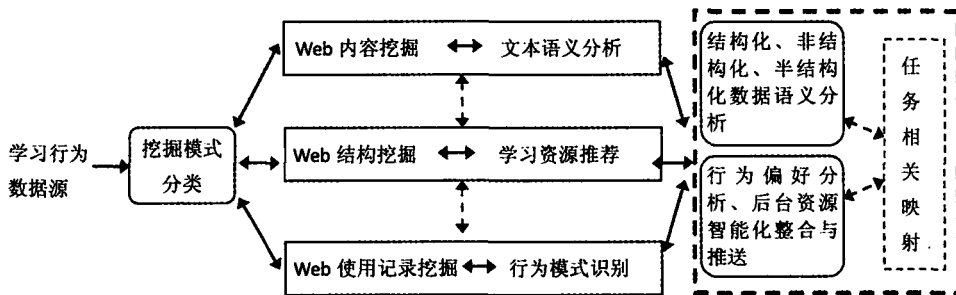 学习行为
数据源
挖掘模式
分类
Web 内容挖掘 文本语义分析
Web 结构挖掘 学习资源推荐
Web 使用记录挖掘 行为模式识别
结构化、非结
构化、半结构
化数据语义分
析
行为偏好分
析、后台资源
智能化整合与
推送
任
务
相
关
映
射